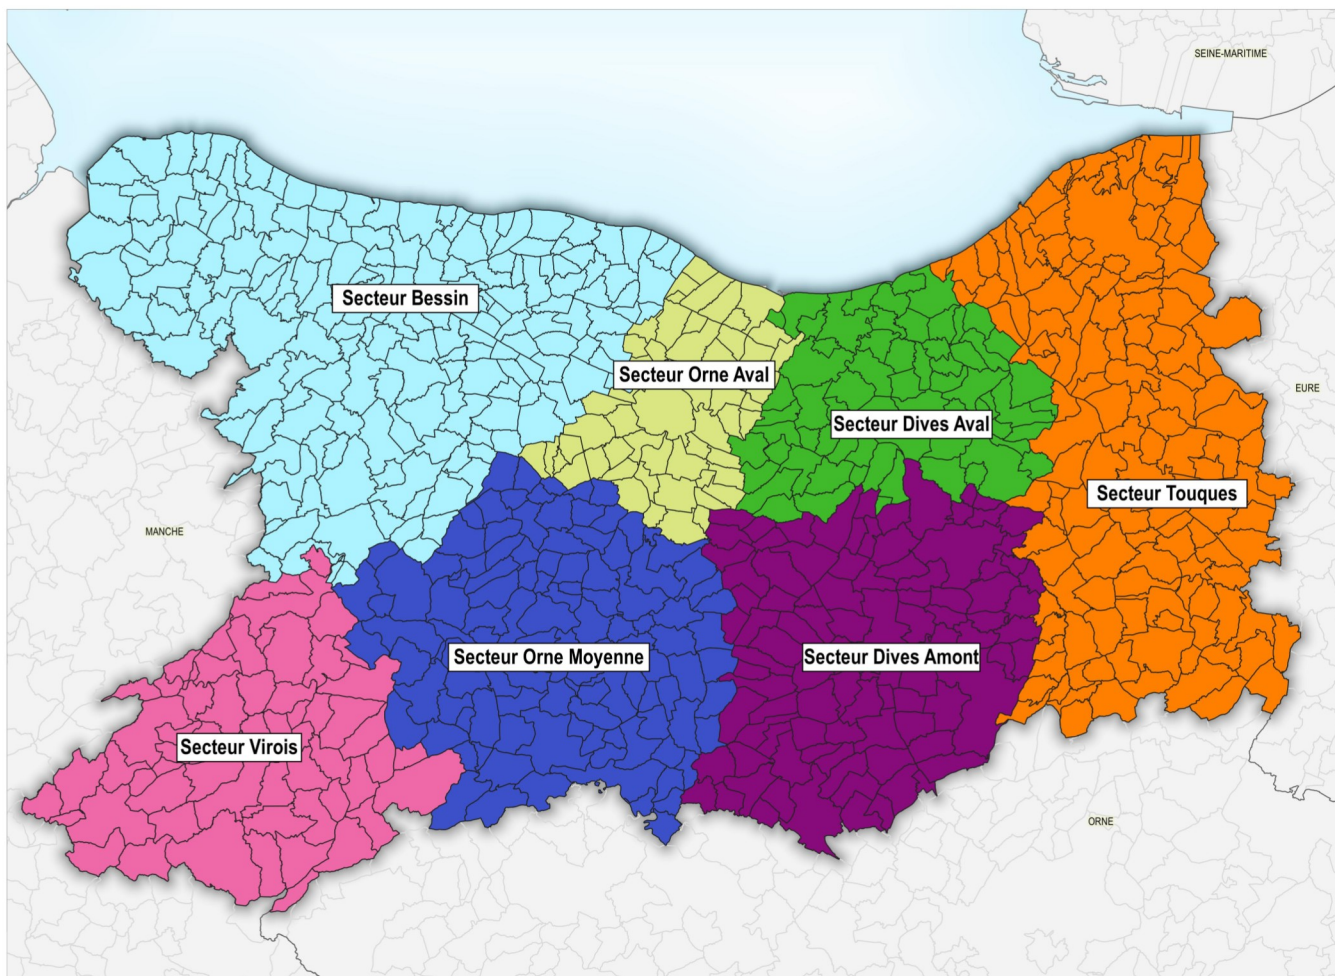 SEINE-MARITIME
Secteur Bessin
Secteur Orne Aval
EURE
Secteur Dives Aval
Secteur Touques
MANCHE
Secteur Orne Moyenne
Secteur Dives Amont
Secteur Virois
ORNE